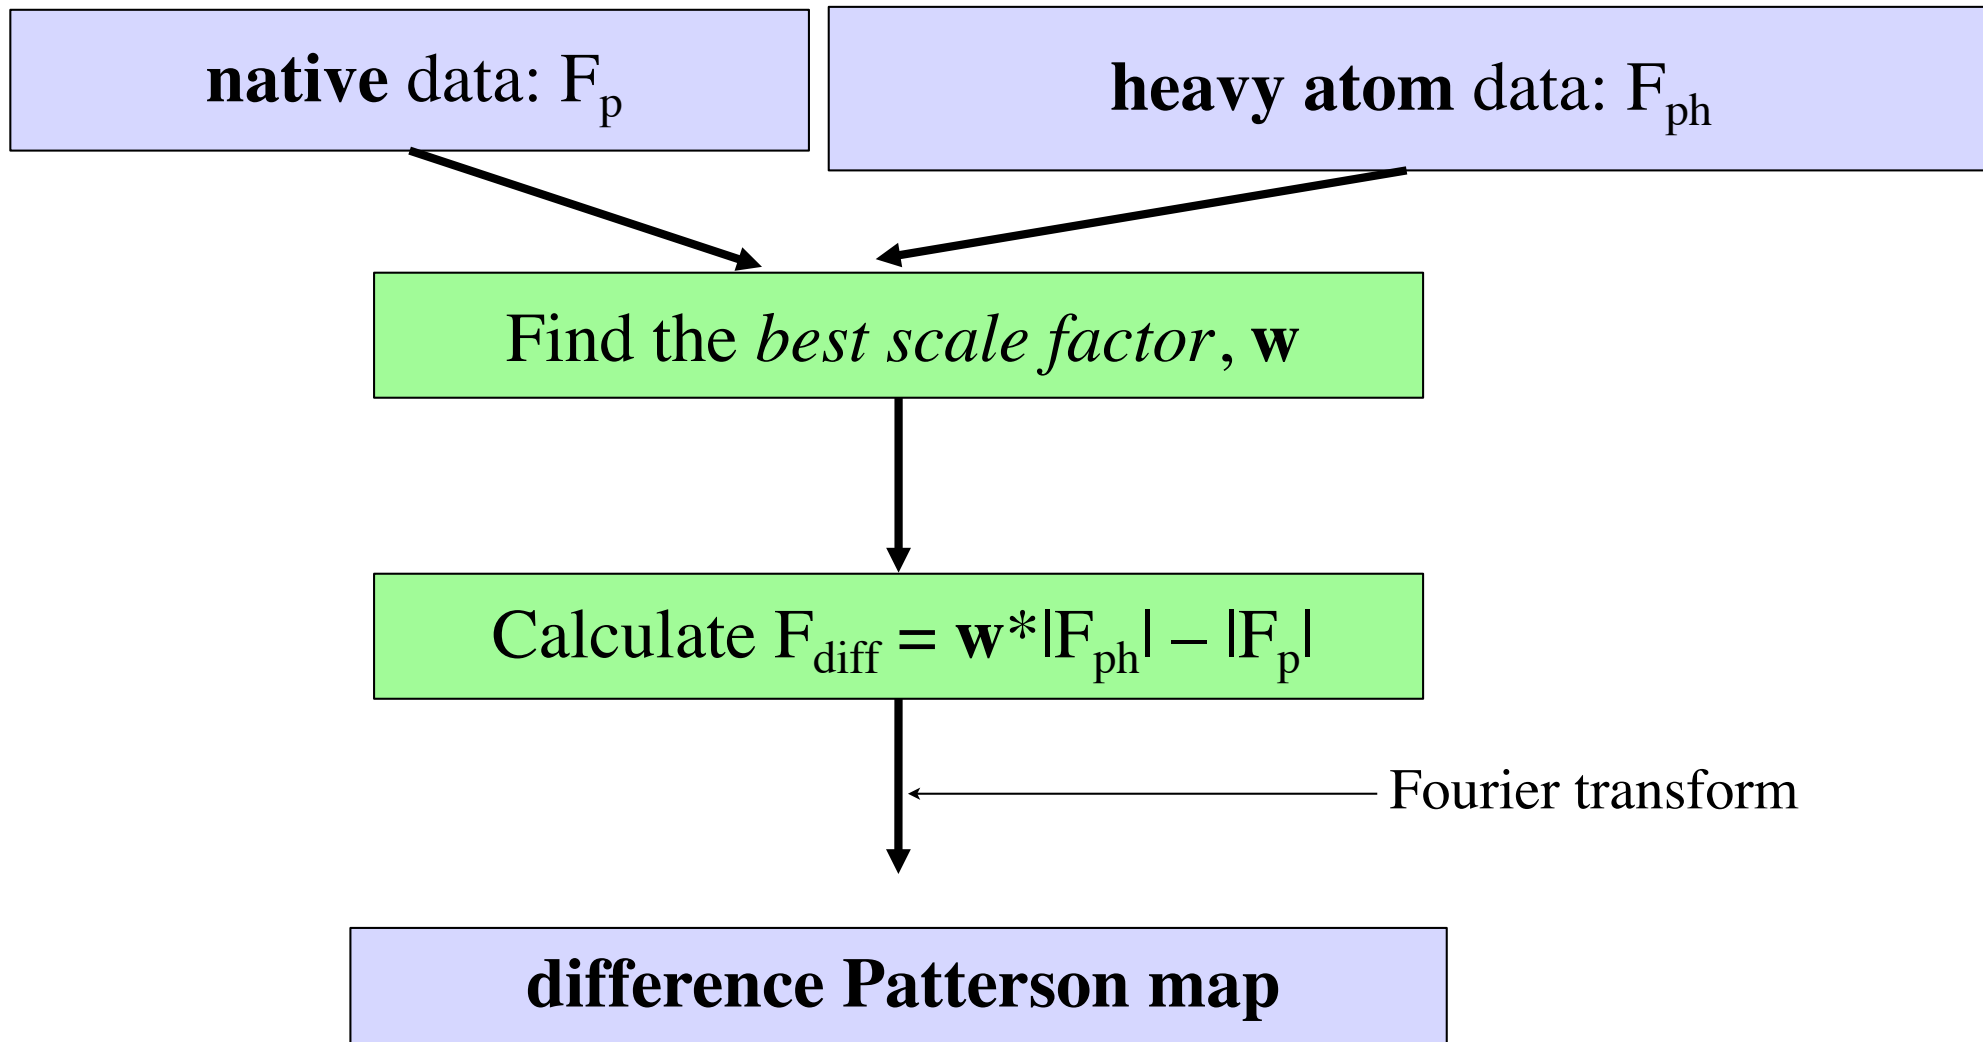 native data: Fₚ
heavy atom data: Fₚₕ
Find the best scale factor, w
Calculate F_diff = w*|Fₚₕ| – |Fₚ|
Fourier transform
difference Patterson map